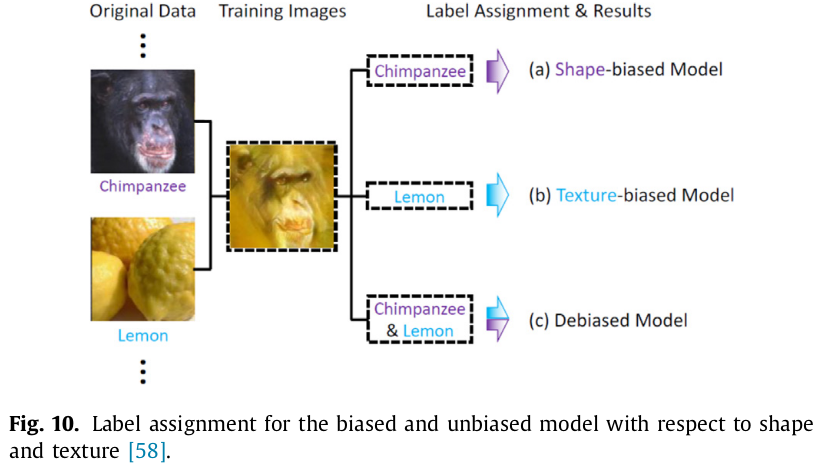 Original Data
Training Images
Label Assignment & Results
Chimpanzee
Lemon
Chimpanzee
(a) Shape-biased Model
Lemon
(b) Texture-biased Model
Chimpanzee
& Lemon
(c) Debiased Model
Fig. 10. Label assignment for the biased and unbiased model with respect to shape
and texture [58].